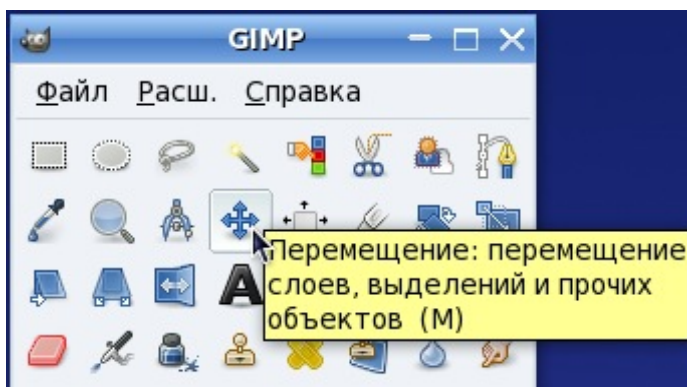 GIMP
Файл Расш. Справка
Перемещение: перемещение
слоев, выделений и прочих
объектов (M)